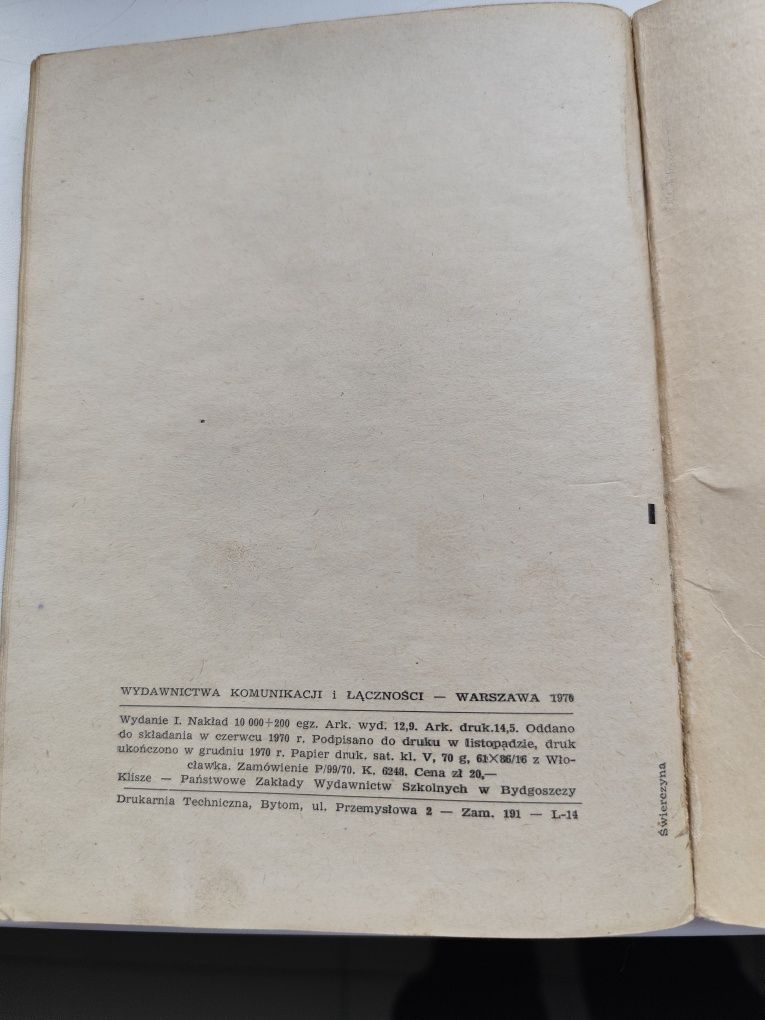 WYDAWNICTWA KOMUNIKACJI i ŁĄCZNOŚCI — WARSZAWA 1970
Wydanie I. Nakład 10 000+200 egz. Ark. wyd. 12,9. Ark. druk.14,5. Oddano
do składania w czerwcu 1970 r. Podpisano do druku w listopądzie, druk
ukończono w grudniu 1970 r. Papier druk. sat. kl. V, 70 g, 61×86/16 z Wło-
cławka. Zamówienie P/99/70. K. 6248. Cena zł 20,—
Klisze — Państwowe Zakłady Wydawnictw Szkolnych w Bydgoszczy
Drukarnia Techniczna, Bytom, ul. Przemysłowa 2 — Zam. 191 — L-14
Świerczyna